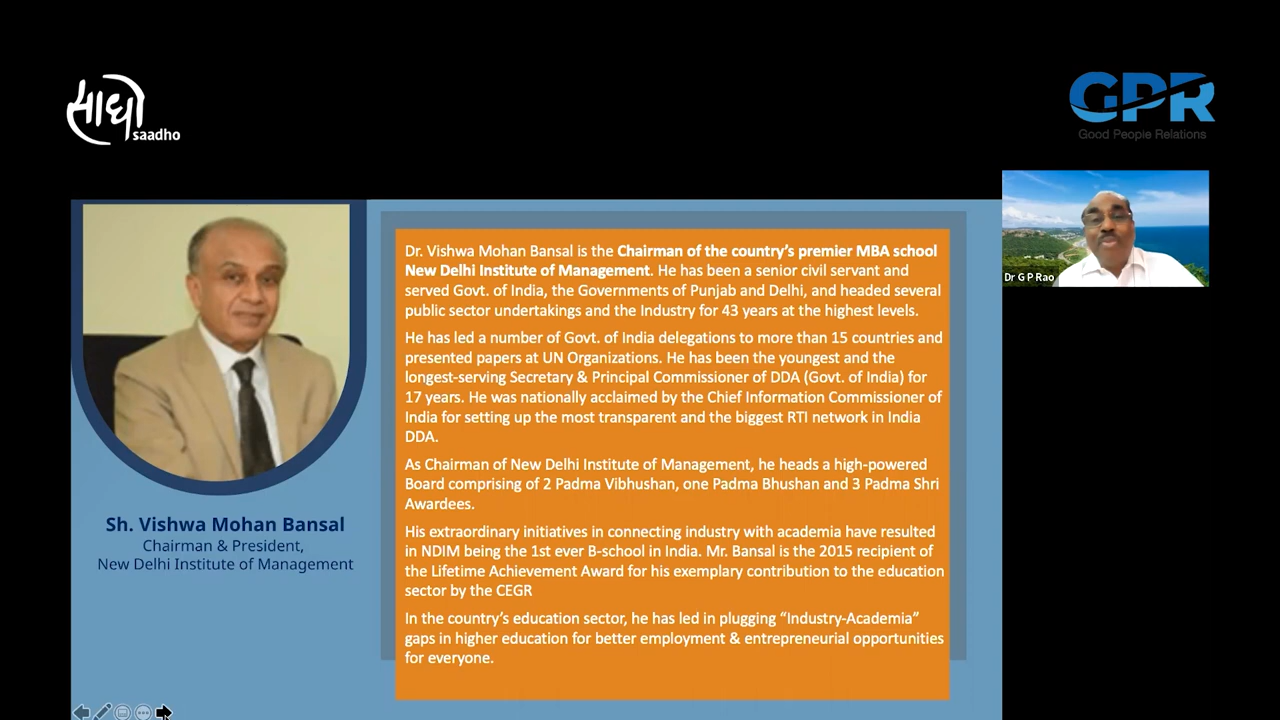 साधो
saadho
GPR
Good People Relations
Dr G P Rao
Sh. Vishwa Mohan Bansal
Chairman & President,
New Delhi Institute of Management
Dr. Vishwa Mohan Bansal is the Chairman of the country’s premier MBA school
New Delhi Institute of Management. He has been a senior civil servant and
served Govt. of India, the Governments of Punjab and Delhi, and headed several
public sector undertakings and the Industry for 43 years at the highest levels.
He has led a number of Govt. of India delegations to more than 15 countries and
presented papers at UN Organizations. He has been the youngest and the
longest-serving Secretary & Principal Commissioner of DDA (Govt. of India) for
17 years. He was nationally acclaimed by the Chief Information Commissioner of
India for setting up the most transparent and the biggest RTI network in India
DDA.
As Chairman of New Delhi Institute of Management, he heads a high-powered
Board comprising of 2 Padma Vibhushan, one Padma Bhushan and 3 Padma Shri
Awardees.
His extraordinary initiatives in connecting industry with academia have resulted
in NDIM being the 1st ever B-school in India. Mr. Bansal is the 2015 recipient of
the Lifetime Achievement Award for his exemplary contribution to the education
sector by the CEGR
In the country’s education sector, he has led in plugging “Industry-Academia”
gaps in higher education for better employment & entrepreneurial opportunities
for everyone.